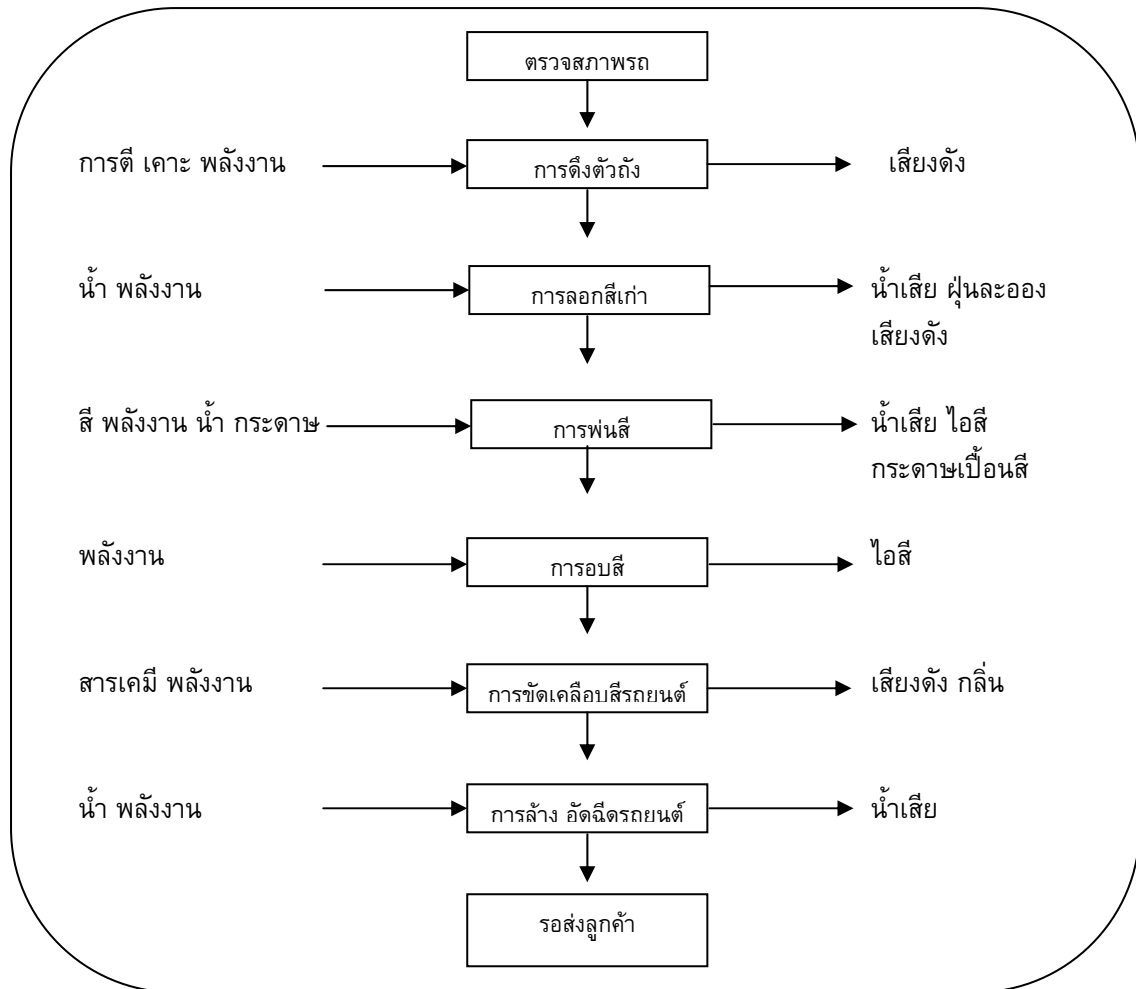 ตรวจสภาพรถ
การตี เคาะ พลังงาน การดึงตัวถัง เสียงดัง
น้ำ พลังงาน การลอกสีเก่า น้ำเสีย ฝุ่นละออง
เสียงดัง
สี พลังงาน น้ำ กระดาษ การพ่นสี น้ำเสีย ไอสี
กระดาษเปื้อนสี
พลังงาน การอบสี ไอสี
สารเคมี พลังงาน การขัดเคลือบสีรถยนต์ เสียงดัง กลิ่น
น้ำ พลังงาน การล้าง อัดฉีดรถยนต์ น้ำเสีย
รอส่งลูกค้า